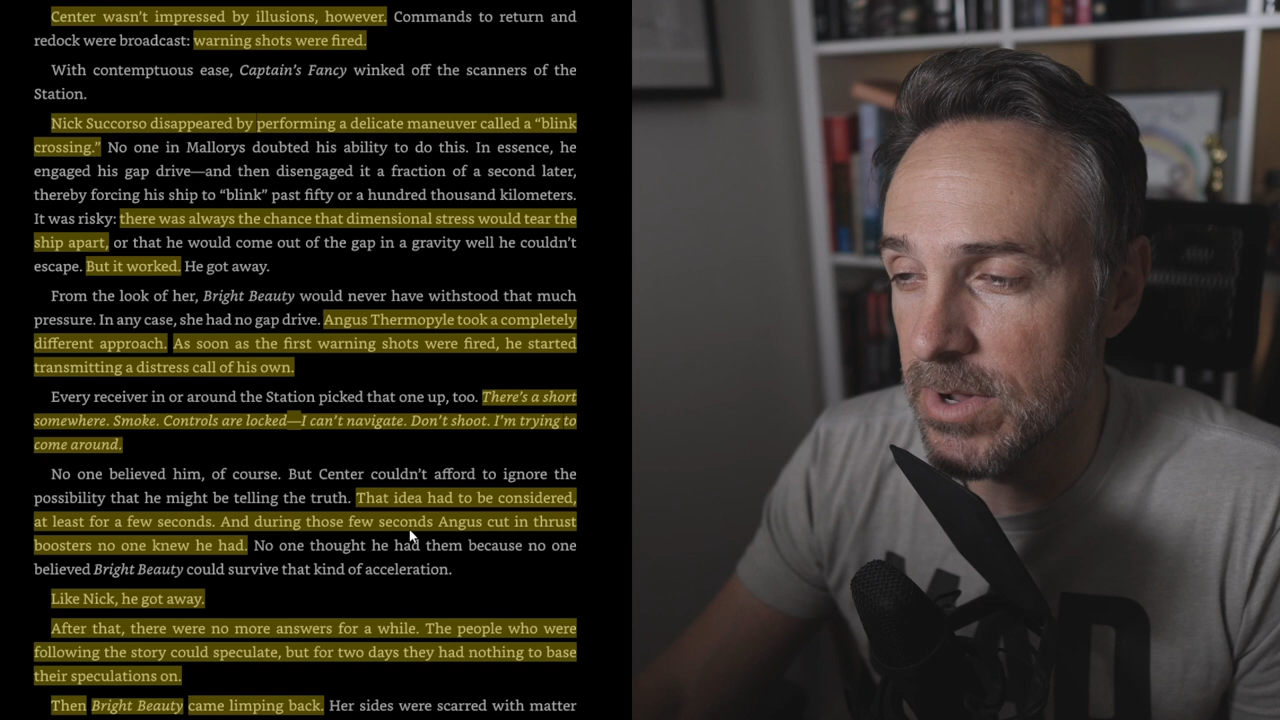 Center wasn't impressed by illusions, however. Commands to return and
redock were broadcast: warning shots were fired.
With contemptuous ease, Captain's Fancy winked off the scanners of the
Station.
Nick Succorso disappeared by performing a delicate maneuver called a “blink
crossing.” No one in Mallorys doubted his ability to do this. In essence, he
engaged his gap drive—and then disengaged it a fraction of a second later,
thereby forcing his ship to “blink” past fifty or a hundred thousand kilometers.
It was risky: there was always the chance that dimensional stress would tear the
ship apart, or that he would come out of the gap in a gravity well he couldn't
escape. But it worked. He got away.
From the look of her, Bright Beauty would never have withstood that much
pressure. In any case, she had no gap drive. Angus Thermopyle took a completely
different approach. As soon as the first warning shots were fired, he started
transmitting a distress call of his own.
Every receiver in or around the Station picked that one up, too. There's a short
somewhere. Smoke. Controls are locked—I can't navigate. Don't shoot. I'm trying to
come around.
No one believed him, of course. But Center couldn't afford to ignore the
possibility that he might be telling the truth. That idea had to be considered,
at least for a few seconds. And during those few seconds Angus cut in thrust
boosters no one knew he had. No one thought he had them because no one
believed Bright Beauty could survive that kind of acceleration.
Like Nick, he got away.
After that, there were no more answers for a while. The people who were
following the story could speculate, but for two days they had nothing to base
their speculations on.
Then Bright Beauty came limping back. Her sides were scarred with matter